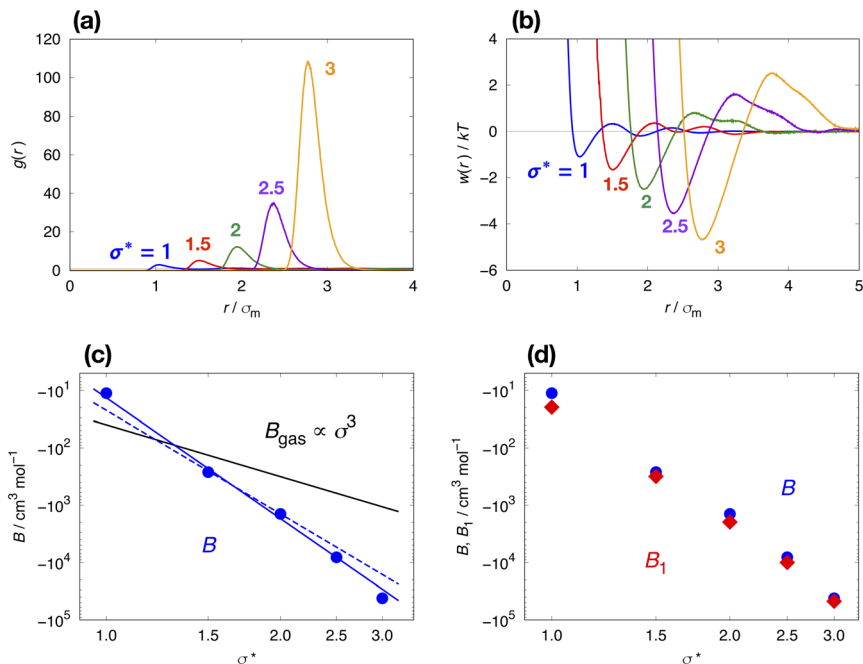 (a)
120
100
80
60
40
20
0
g(r)
3
2.5
2
1.5
σ* = 1
0 1 2 3 4
r / σm
(b)
4
2
0
−2
−4
−6
w(r) / kT
σ* = 1
1.5
2
2.5
3
0 1 2 3 4 5
r / σm
(c)
−10¹
−10²
−10³
−10⁴
−10⁵
B / cm³ mol⁻¹
Bgas ∝ σ³
B
1.0 1.5 2.0 2.5 3.0
σ*
(d)
−10¹
−10²
−10³
−10⁴
−10⁵
B, B₁ / cm³ mol⁻¹
B
B₁
1.0 1.5 2.0 2.5 3.0
σ*